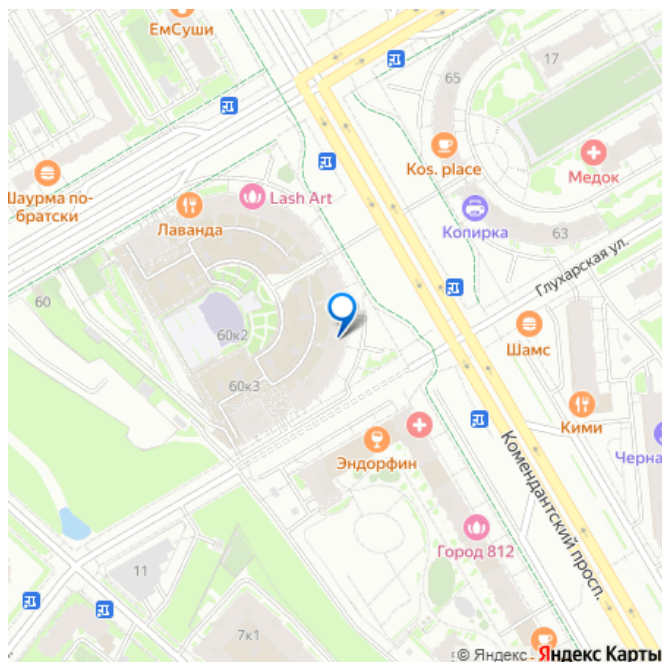 ЕмСуши
17
65
Kos. place
Медок
Шаурма по-
братски
Lash Art
Лаванда
Копирка
63
Глухарская ул.
60
60к2
Шамс
60к3
Кими
Эндорфин
Черна
Комендантский просп.
Город 812
11
7к1
© Яндекс
Яндекс Карты